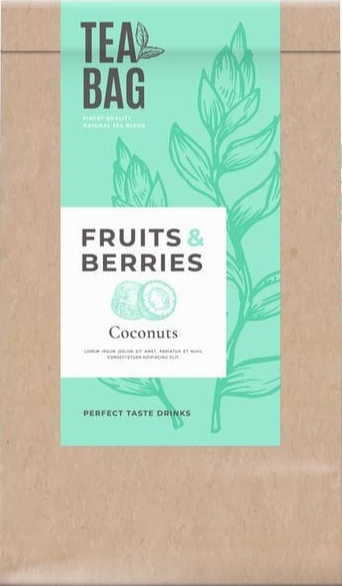 TEA
BAG
FINEST QUALITY
NATURAL TEA BLEND
FRUITS &
BERRIES
Coconuts
LOREM IPSUM DOLOR SIT AMET, PARIATUR ET NIHIL
CONSECTETUER ADIPISCING ELIT.
PERFECT TASTE DRINKS